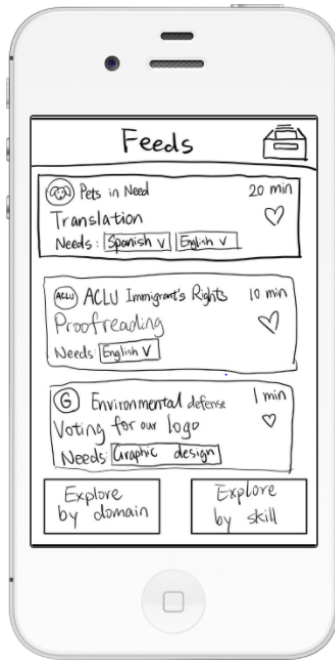 Feeds
Pets in Need 20 min
Translation
Needs: Spanish V English V
ACLU ACLU Immigrant's Rights 10 min
Proofreading
Needs English V
G Environmental defense 1 min
Voting for our logo
Needs: Graphic design
Explore by domain
Explore by skill